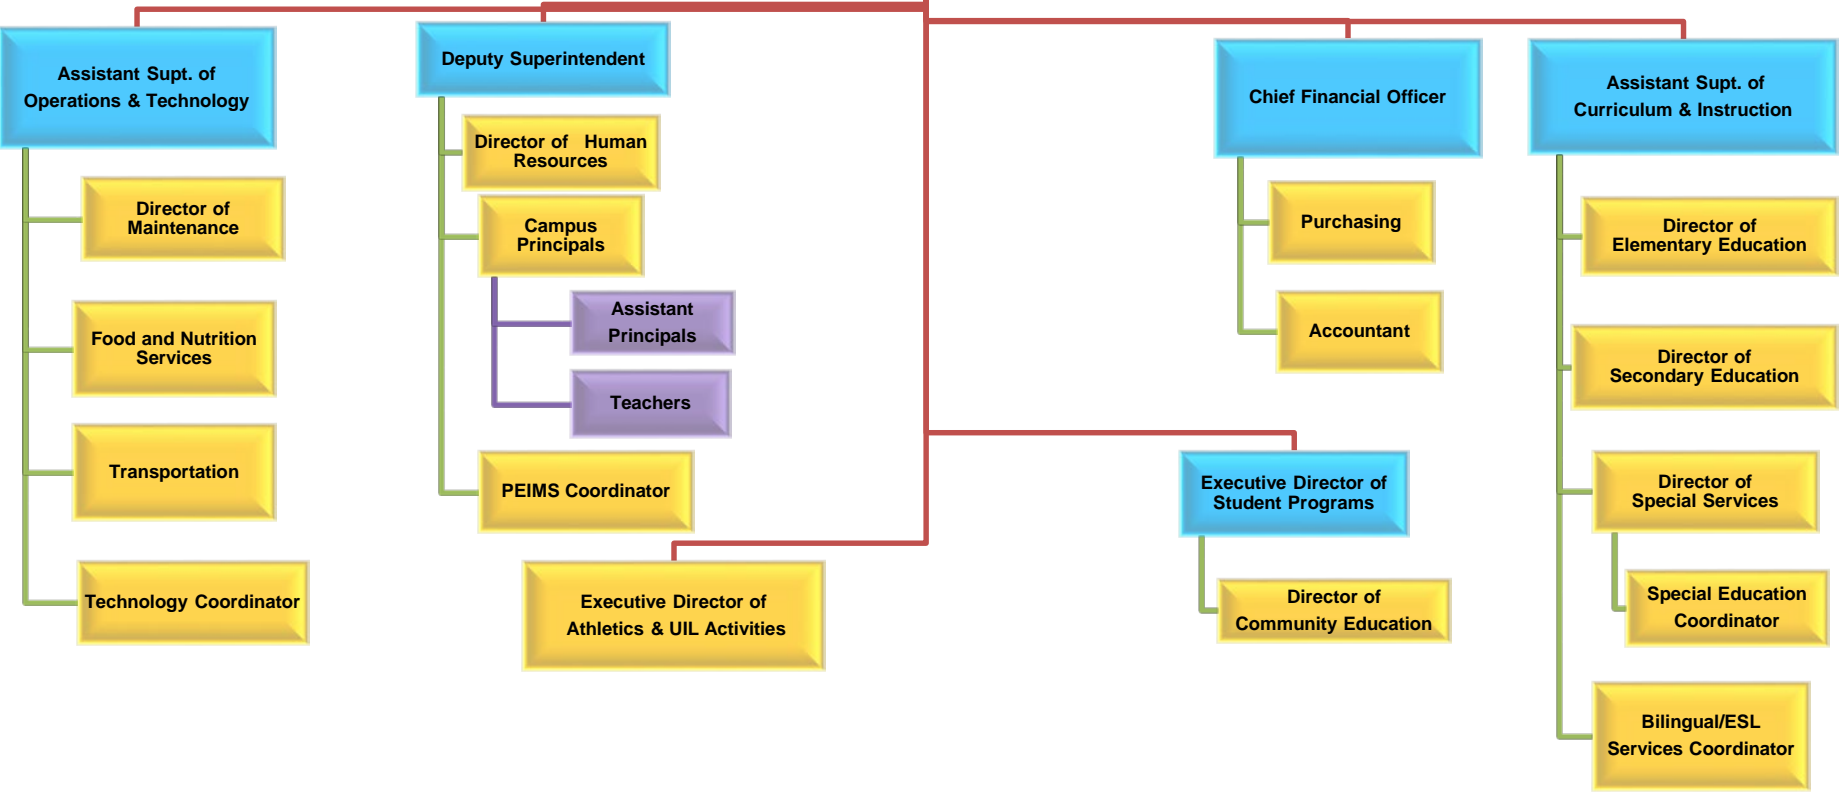 Assistant Supt. of
Operations & Technology
Director of
Maintenance
Food and Nutrition
Services
Transportation
Technology Coordinator
Deputy Superintendent
Director of Human
Resources
Campus
Principals
Assistant
Principals
Teachers
PEIMS Coordinator
Executive Director of
Athletics & UIL Activities
Chief Financial Officer
Purchasing
Accountant
Executive Director of
Student Programs
Director of
Community Education
Assistant Supt. of
Curriculum & Instruction
Director of
Elementary Education
Director of
Secondary Education
Director of
Special Services
Special Education
Coordinator
Bilingual/ESL
Services Coordinator